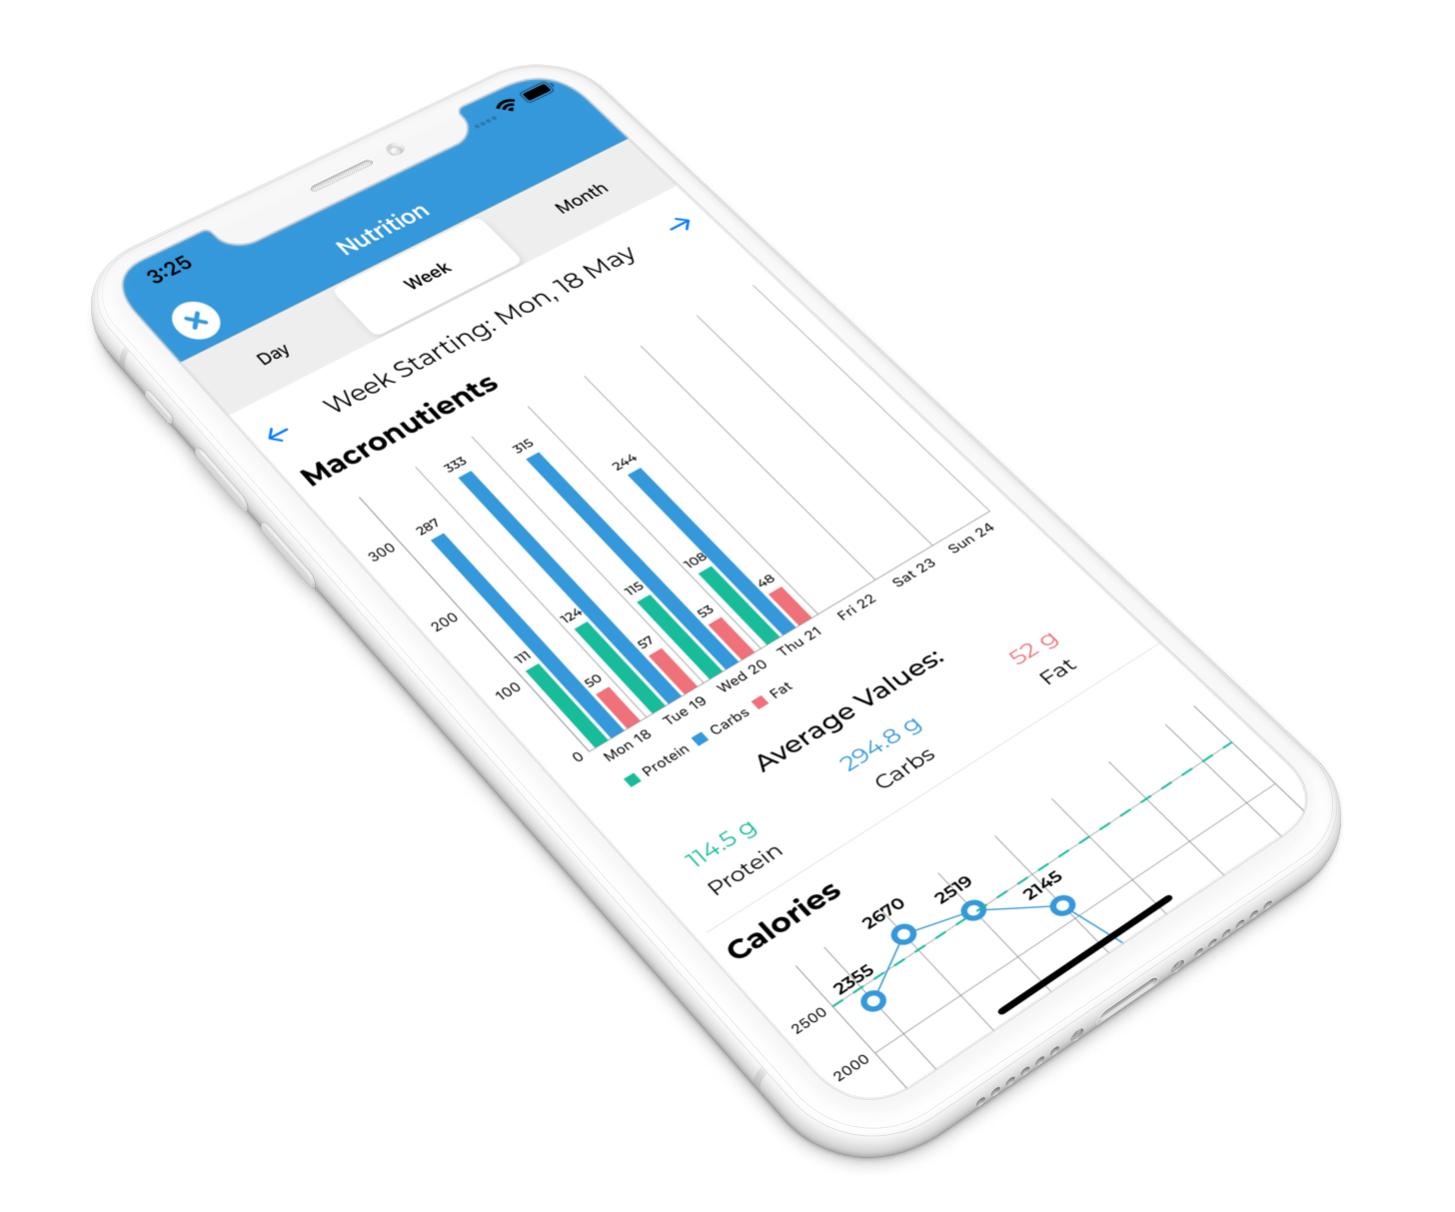 3:25
Nutrition
Day
Week
Month
← Week Starting: Mon, 18 May →
Macronutients
300
200
100
0
111 287 50
124 333 57
115 315 53
108 244 48
Mon 18 Tue 19 Wed 20 Thu 21 Fri 22 Sat 23 Sun 24
Protein Carbs Fat
Average Values:
114.5 g 294.8 g 52 g
Protein Carbs Fat
Calories
2355 2670 2519 2145
2500
2000